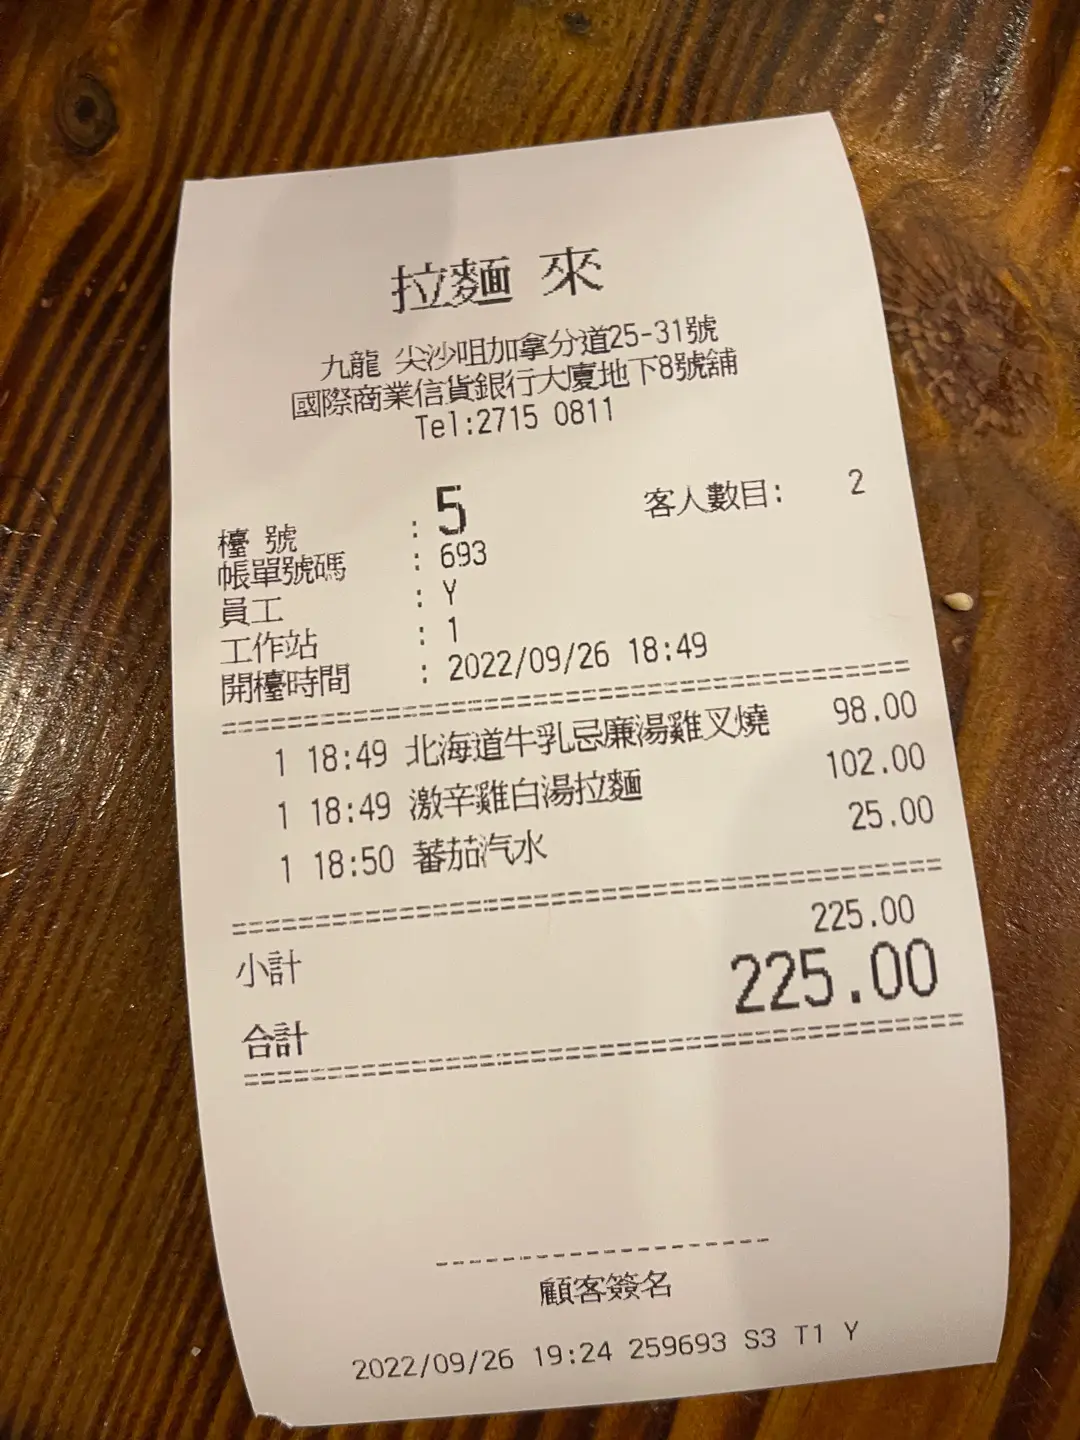 拉麵 來
九龍 尖沙咀加拿分道25-31號
國際商業信貨銀行大廈地下8號舖
Tel:2715 0811
檯 號 : 5 客人數目: 2
帳單號碼 : 693
員工 : Y
工作站 : 1
開檯時間 : 2022/09/26 18:49
1 18:49 北海道牛乳忌廉湯雞叉燒 98.00
1 18:49 激辛雞白湯拉麵 102.00
1 18:50 蕃茄汽水 25.00
小計 225.00
合計 225.00
顧客簽名
2022/09/26 19:24 259693 S3 T1 Y